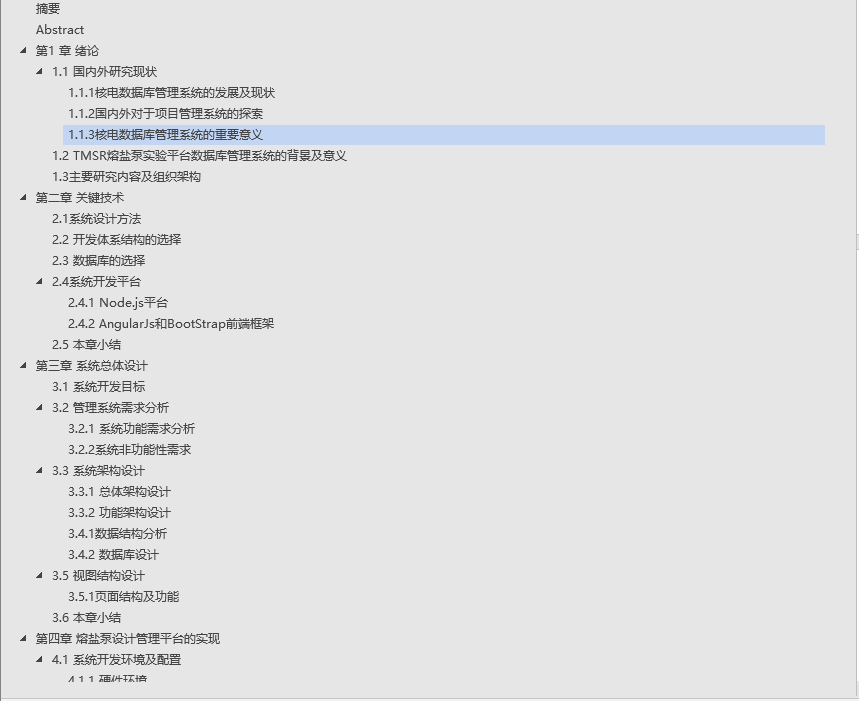 摘要
Abstract
第1 章 绪论
1.1 国内外研究现状
1.1.1核电数据库管理系统的发展及现状
1.1.2国内外对于项目管理系统的探索
1.1.3核电数据库管理系统的重要意义
1.2 TMSR熔盐泵实验平台数据库管理系统的背景及意义
1.3主要研究内容及组织架构
第二章 关键技术
2.1系统设计方法
2.2 开发体系结构的选择
2.3 数据库的选择
2.4系统开发平台
2.4.1 Node.js平台
2.4.2 AngularJs和BootStrap前端框架
2.5 本章小结
第三章 系统总体设计
3.1 系统开发目标
3.2 管理系统需求分析
3.2.1 系统功能需求分析
3.2.2系统非功能性需求
3.3 系统架构设计
3.3.1 总体架构设计
3.3.2 功能架构设计
3.4.1数据结构分析
3.4.2 数据库设计
3.5 视图结构设计
3.5.1页面结构及功能
3.6 本章小结
第四章 熔盐泵设计管理平台的实现
4.1 系统开发环境及配置
4.1.1 硬件环境